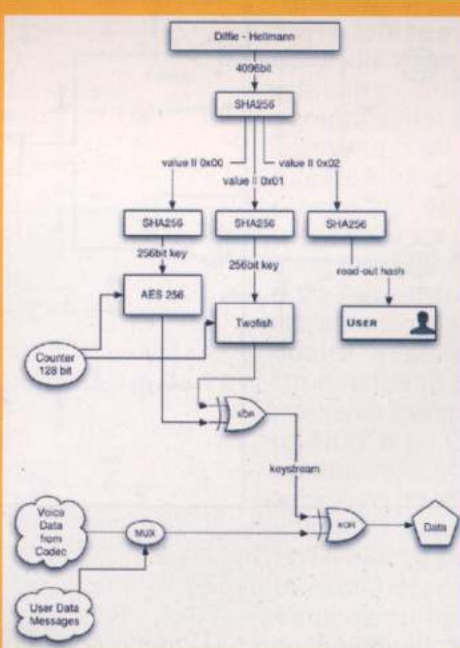 Diffie - Hellmann
4096bit
SHA256
value || 0x00
value || 0x02
value || 0x01
SHA256
SHA256
SHA256
256bit key
256bit key
read-out hash
AES 256
Twofish
USER
Counter
128 bit
XOR
keystream
Voice
Data
from
Codec
MUX
XOR
Data
User Data
Messages